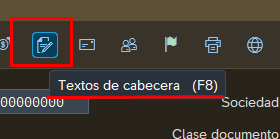 Textos de cabecera (F8)
00000000 Sociedad
Clase documento